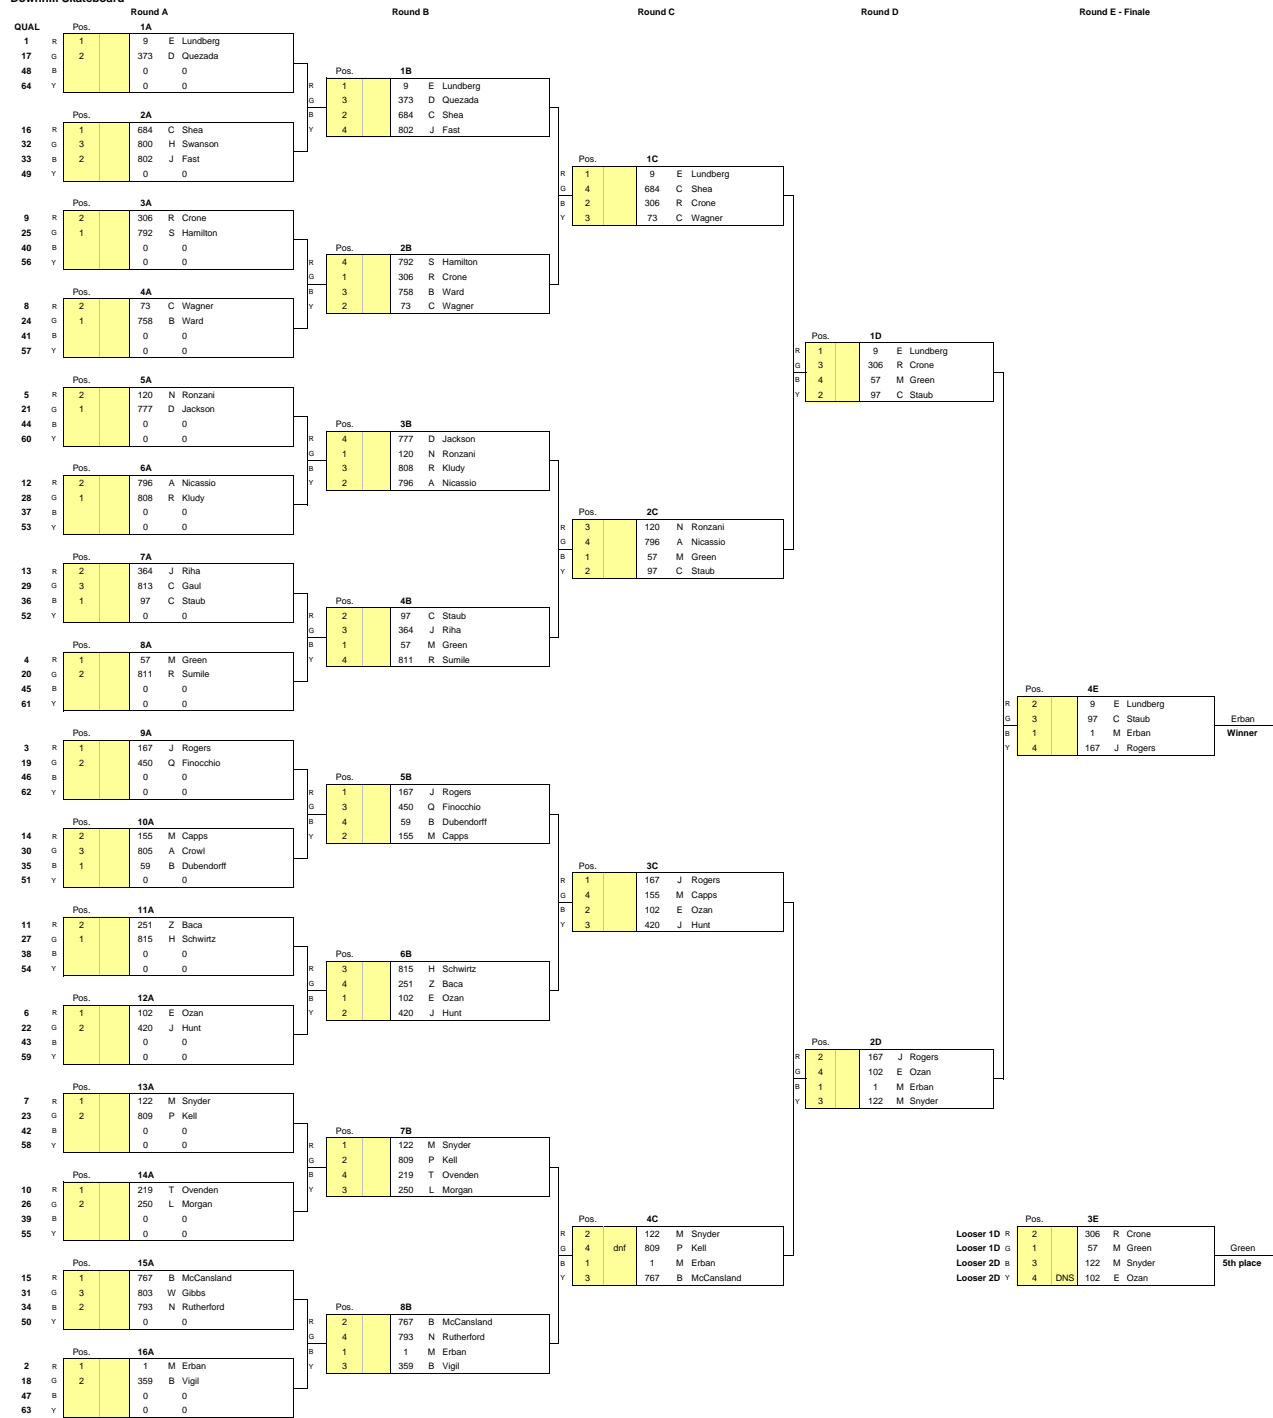 Downhill Skateboard
Round A Round B Round C Round D Round E - Finale
QUAL Pos. 1A
1 R 1 9 E Lundberg
17 G 2 373 D Quezada
48 B 0 0
64 Y 0 0
Pos. 2A
16 R 1 684 C Shea
32 G 3 800 H Swanson
33 B 2 802 J Fast
49 Y 0 0
Pos. 3A
9 R 2 306 R Crone
25 G 1 792 S Hamilton
40 B 0 0
56 Y 0 0
Pos. 4A
8 R 2 73 C Wagner
24 G 1 758 B Ward
41 B 0 0
57 Y 0 0
Pos. 5A
5 R 2 120 N Ronzani
21 G 1 777 D Jackson
44 B 0 0
60 Y 0 0
Pos. 6A
12 R 2 796 A Nicassio
28 G 1 808 R Kludy
37 B 0 0
53 Y 0 0
Pos. 7A
13 R 2 364 J Riha
29 G 3 813 C Gaul
36 B 1 97 C Staub
52 Y 0 0
Pos. 8A
4 R 1 57 M Green
20 G 2 811 R Sumile
45 B 0 0
61 Y 0 0
Pos. 9A
3 R 1 167 J Rogers
19 G 2 450 Q Finocchio
46 B 0 0
62 Y 0 0
Pos. 10A
14 R 2 155 M Capps
30 G 3 805 A Crowl
35 B 1 59 B Dubendorff
51 Y 0 0
Pos. 11A
11 R 2 251 Z Baca
27 G 1 815 H Schwirtz
38 B 0 0
54 Y 0 0
Pos. 12A
6 R 1 102 E Ozan
22 G 2 420 J Hunt
43 B 0 0
59 Y 0 0
Pos. 13A
7 R 1 122 M Snyder
23 G 2 809 P Kell
42 B 0 0
58 Y 0 0
Pos. 14A
10 R 1 219 T Ovenden
26 G 2 250 L Morgan
39 B 0 0
55 Y 0 0
Pos. 15A
15 R 1 767 B McCansland
31 G 3 803 W Gibbs
34 B 2 793 N Rutherford
50 Y 0 0
Pos. 16A
2 R 1 1 M Erban
18 G 2 359 B Vigil
47 B 0 0
63 Y 0 0
Pos. 1B
R 1 9 E Lundberg
G 3 373 D Quezada
B 2 684 C Shea
Y 4 802 J Fast
Pos. 2B
R 4 792 S Hamilton
G 1 306 R Crone
B 3 758 B Ward
Y 2 73 C Wagner
Pos. 3B
R 4 777 D Jackson
G 1 120 N Ronzani
B 3 808 R Kludy
Y 2 796 A Nicassio
Pos. 4B
R 2 97 C Staub
G 3 364 J Riha
B 1 57 M Green
Y 4 811 R Sumile
Pos. 5B
R 1 167 J Rogers
G 3 450 Q Finocchio
B 4 59 B Dubendorff
Y 2 155 M Capps
Pos. 6B
R 3 815 H Schwirtz
G 4 251 Z Baca
B 1 102 E Ozan
Y 2 420 J Hunt
Pos. 7B
R 1 122 M Snyder
G 2 809 P Kell
B 4 219 T Ovenden
Y 3 250 L Morgan
Pos. 8B
R 2 767 B McCansland
G 4 793 N Rutherford
B 1 1 M Erban
Y 3 359 B Vigil
Pos. 1C
R 1 9 E Lundberg
G 4 684 C Shea
B 2 306 R Crone
Y 3 73 C Wagner
Pos. 2C
R 3 120 N Ronzani
G 4 796 A Nicassio
B 1 57 M Green
Y 2 97 C Staub
Pos. 3C
R 1 167 J Rogers
G 4 155 M Capps
B 2 102 E Ozan
Y 3 420 J Hunt
Pos. 4C
R 2 122 M Snyder
G 4 dnf 809 P Kell
B 1 1 M Erban
Y 3 767 B McCansland
Pos. 1D
R 1 9 E Lundberg
G 3 306 R Crone
B 4 57 M Green
Y 2 97 C Staub
Pos. 2D
R 2 167 J Rogers
G 4 102 E Ozan
B 1 1 M Erban
Y 3 122 M Snyder
Pos. 4E
R 2 9 E Lundberg
G 3 97 C Staub Erban
B 1 1 M Erban Winner
Y 4 167 J Rogers
Pos. 3E
Looser 1D R 2 306 R Crone
Looser 1D G 1 57 M Green Green
Looser 2D B 3 122 M Snyder 5th place
Looser 2D Y 4 DNS 102 E Ozan